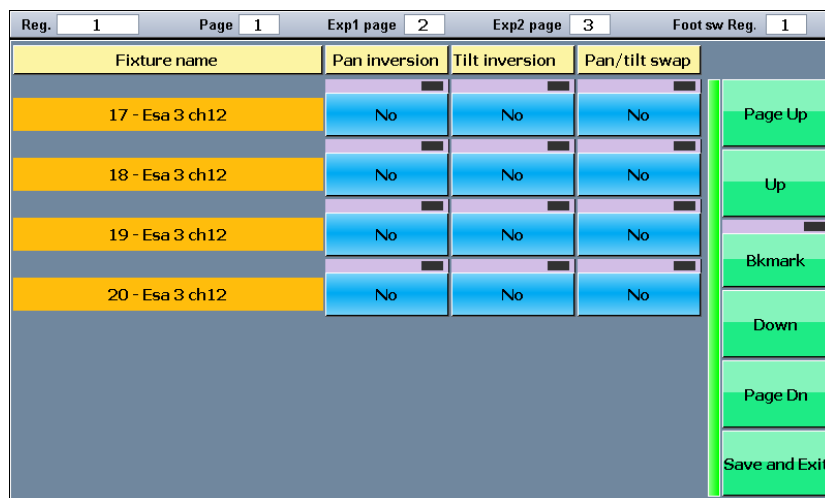 Reg. 1 Page 1 Exp1 page 2 Exp2 page 3 Foot sw Reg. 1
Fixture name Pan inversion Tilt inversion Pan/tilt swap
17 - Esa 3 ch12 No No No Page Up
18 - Esa 3 ch12 No No No Up
19 - Esa 3 ch12 No No No Bkmark
20 - Esa 3 ch12 No No No
Down
Page Dn
Save and Exit